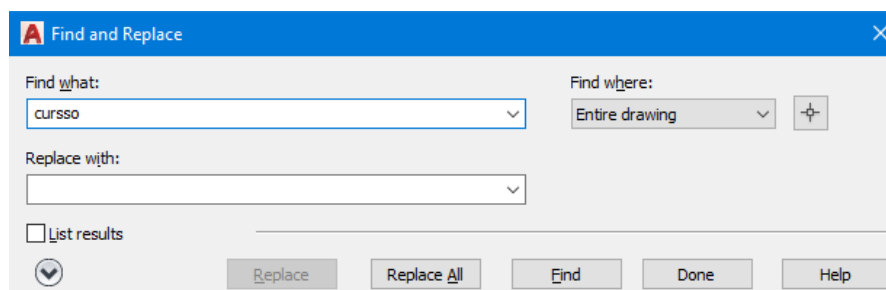 Find and Replace
Find what:
Find where:
cursso
Entire drawing
Replace with:
List results
Replace
Replace All
Find
Done
Help